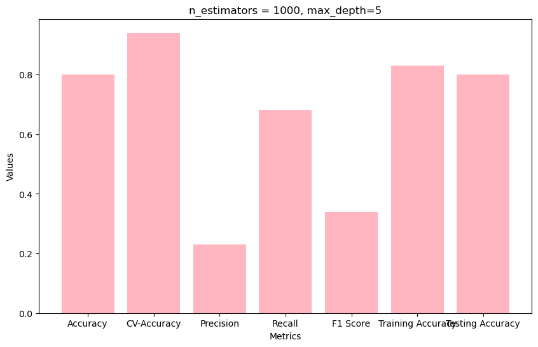 n_estimators = 1000, max_depth=5
Values
0.8
0.6
0.4
0.2
0.0
Accuracy CV-Accuracy Precision Recall F1 Score Training Accuracy Testing Accuracy
Metrics